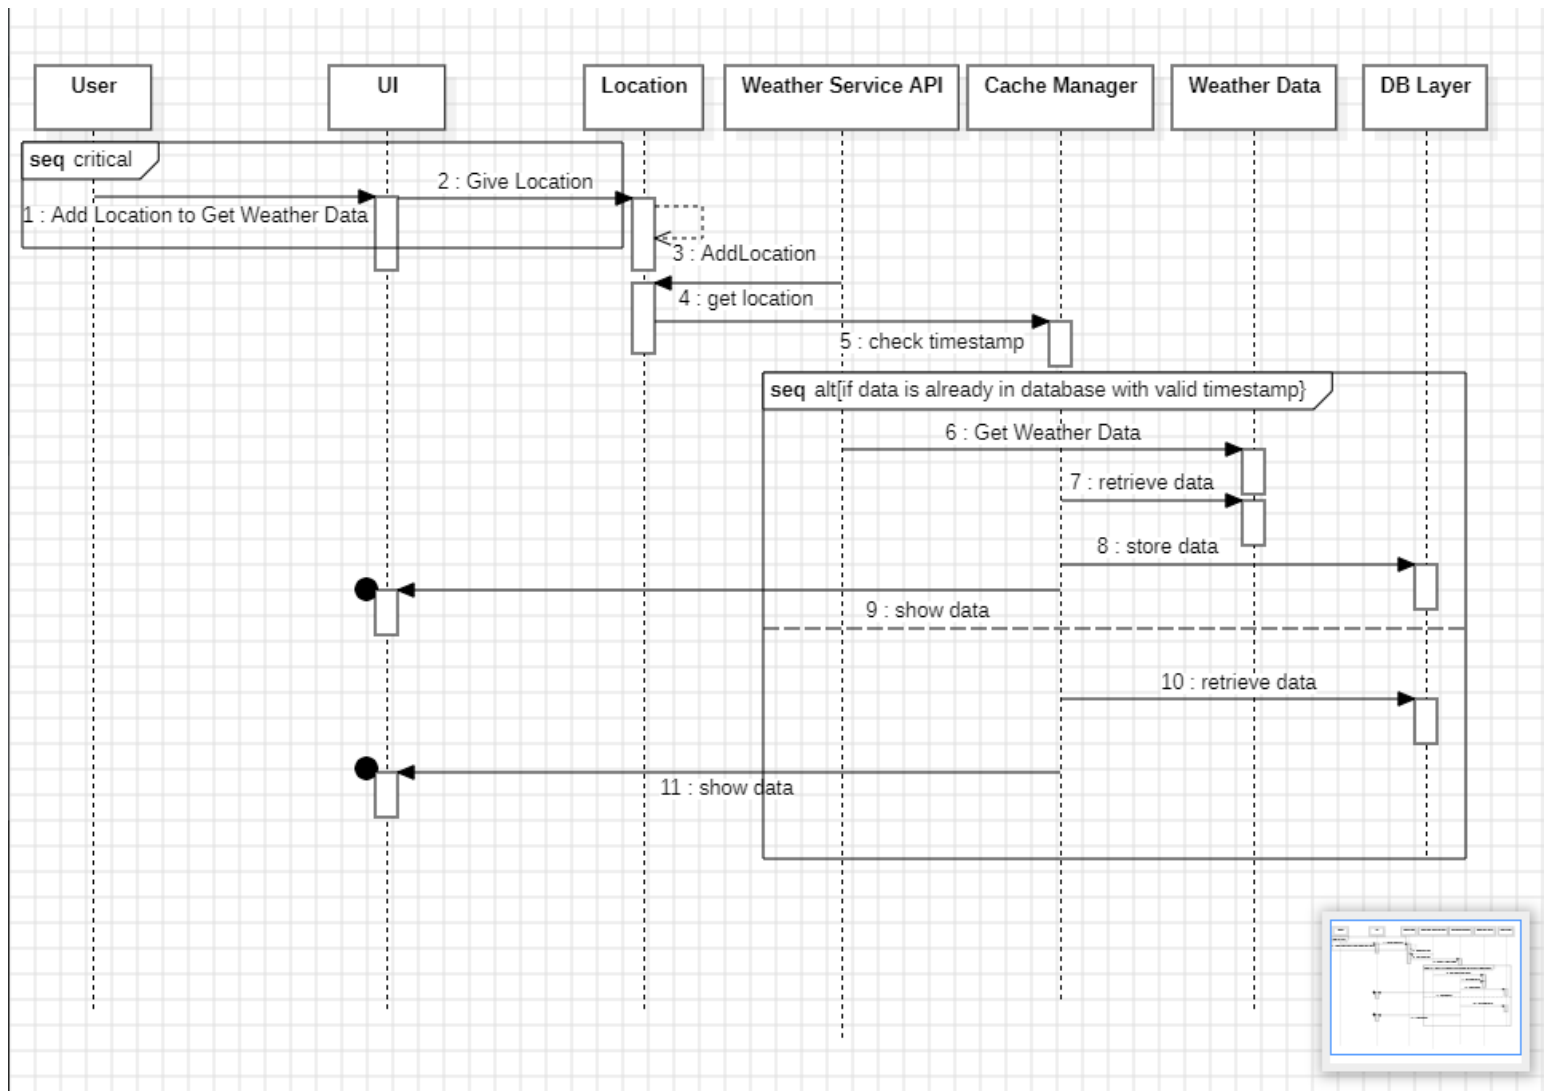 User
UI
Location
Weather Service API
Cache Manager
Weather Data
DB Layer
seq critical
2 : Give Location
1 : Add Location to Get Weather Data
3 : AddLocation
4 : get location
5 : check timestamp
seq alt[if data is already in database with valid timestamp}
6 : Get Weather Data
7 : retrieve data
8 : store data
9 : show data
10 : retrieve data
11 : show data